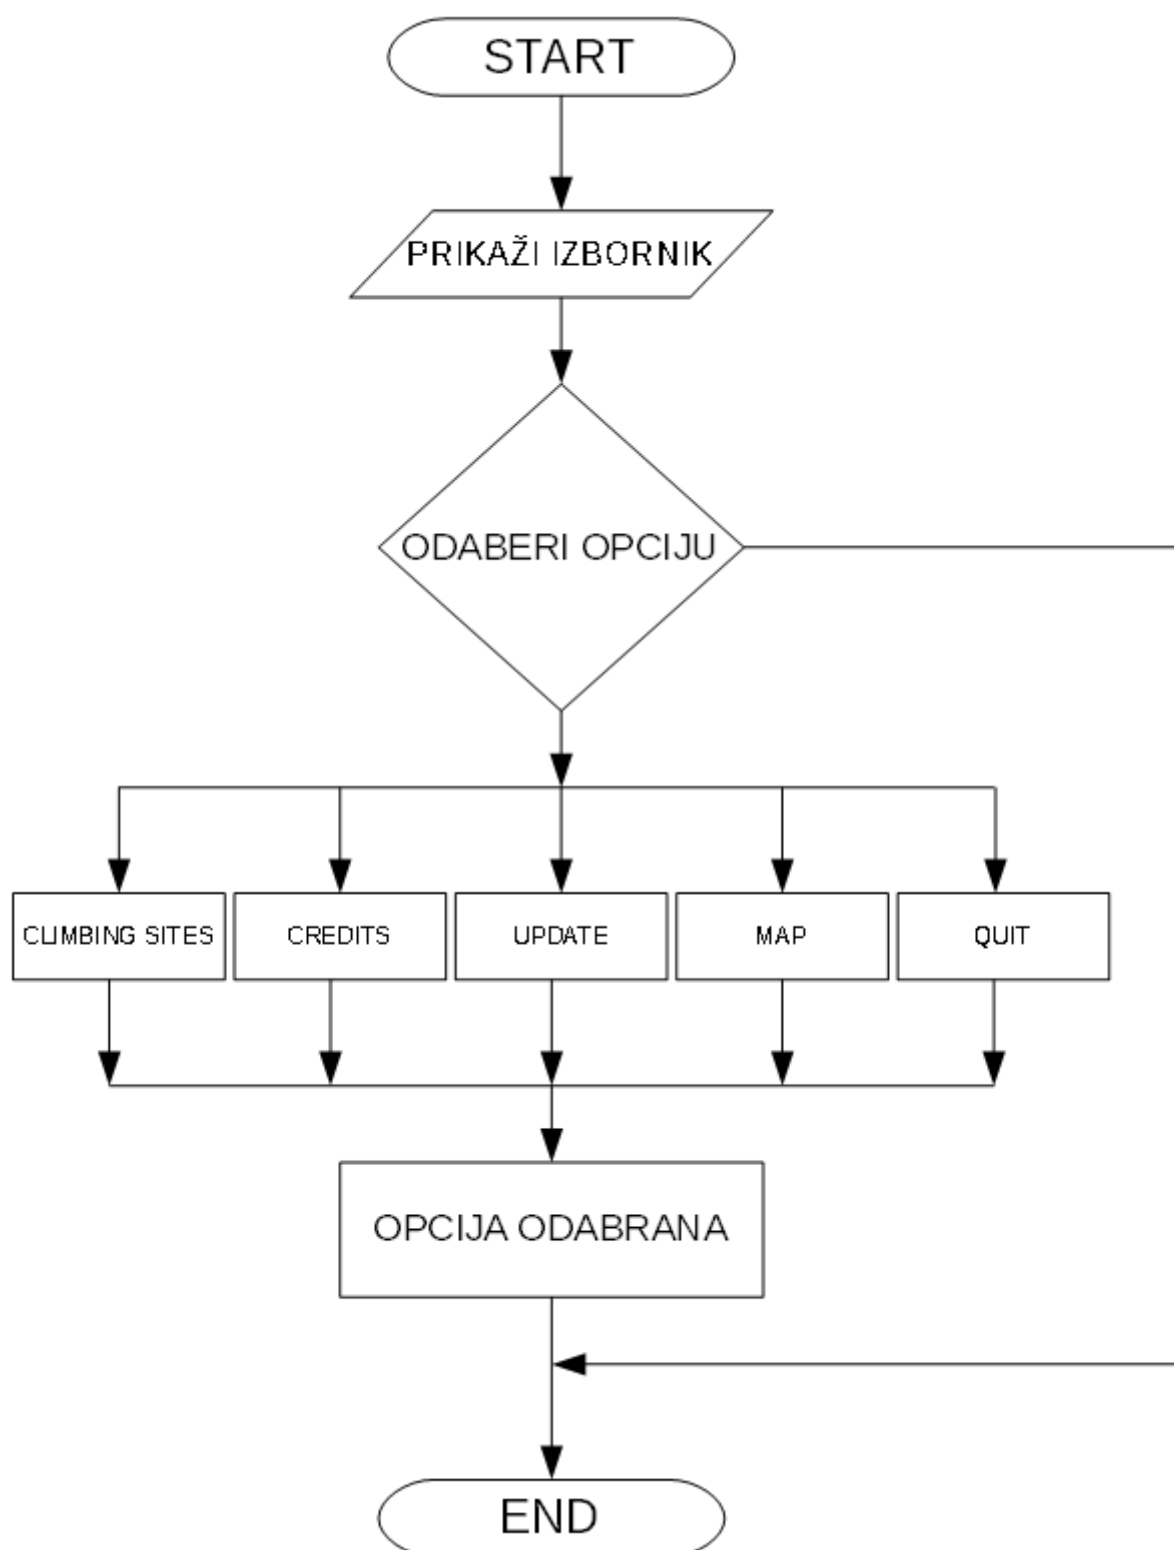 START
PRIKAŽI IZBORNIK
ODABERI OPCIJU
CLIMBING SITES
CREDITS
UPDATE
MAP
QUIT
OPCIJA ODABRANA
END